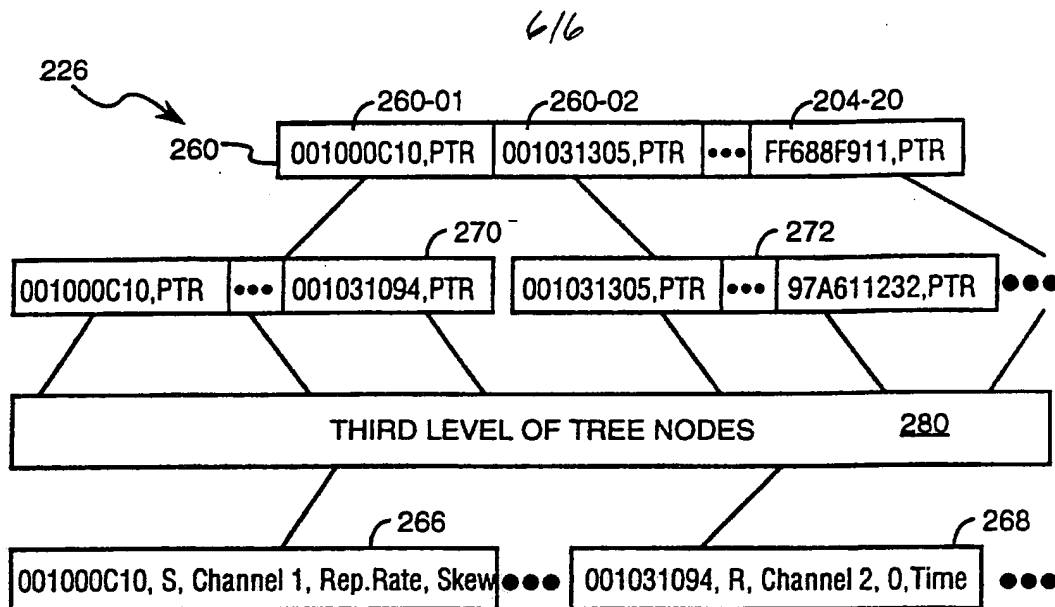 6/6
226
260-01 260-02 204-20
260 001000C10,PTR 001031305,PTR ••• FF688F911,PTR
270 272
001000C10,PTR ••• 001031094,PTR 001031305,PTR ••• 97A611232,PTR •••
THIRD LEVEL OF TREE NODES 280
266 268
001000C10, S, Channel 1, Rep.Rate, Skew ••• 001031094, R, Channel 2, 0,Time •••